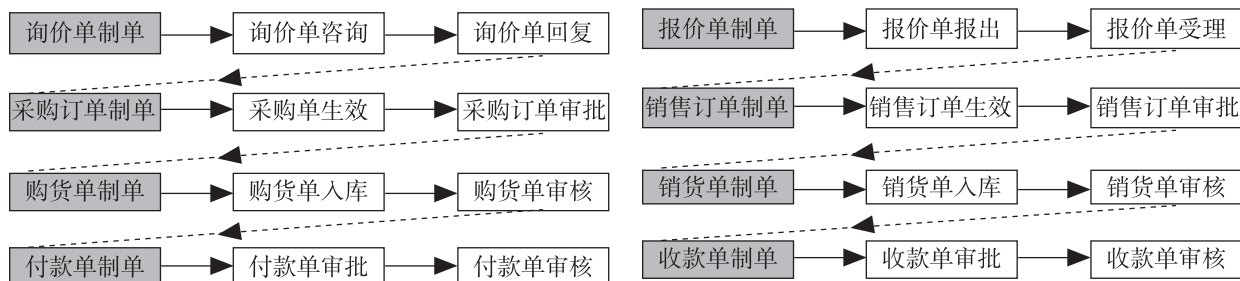 询价单制单 询价单咨询 询价单回复
采购订单制单 采购单生效 采购订单审批
购货单制单 购货单入库 购货单审核
付款单制单 付款单审批 付款单审核
报价单制单 报价单报出 报价单受理
销售订单制单 销售订单生效 销售订单审批
销货单制单 销货单入库 销货单审核
收款单制单 收款单审批 收款单审核